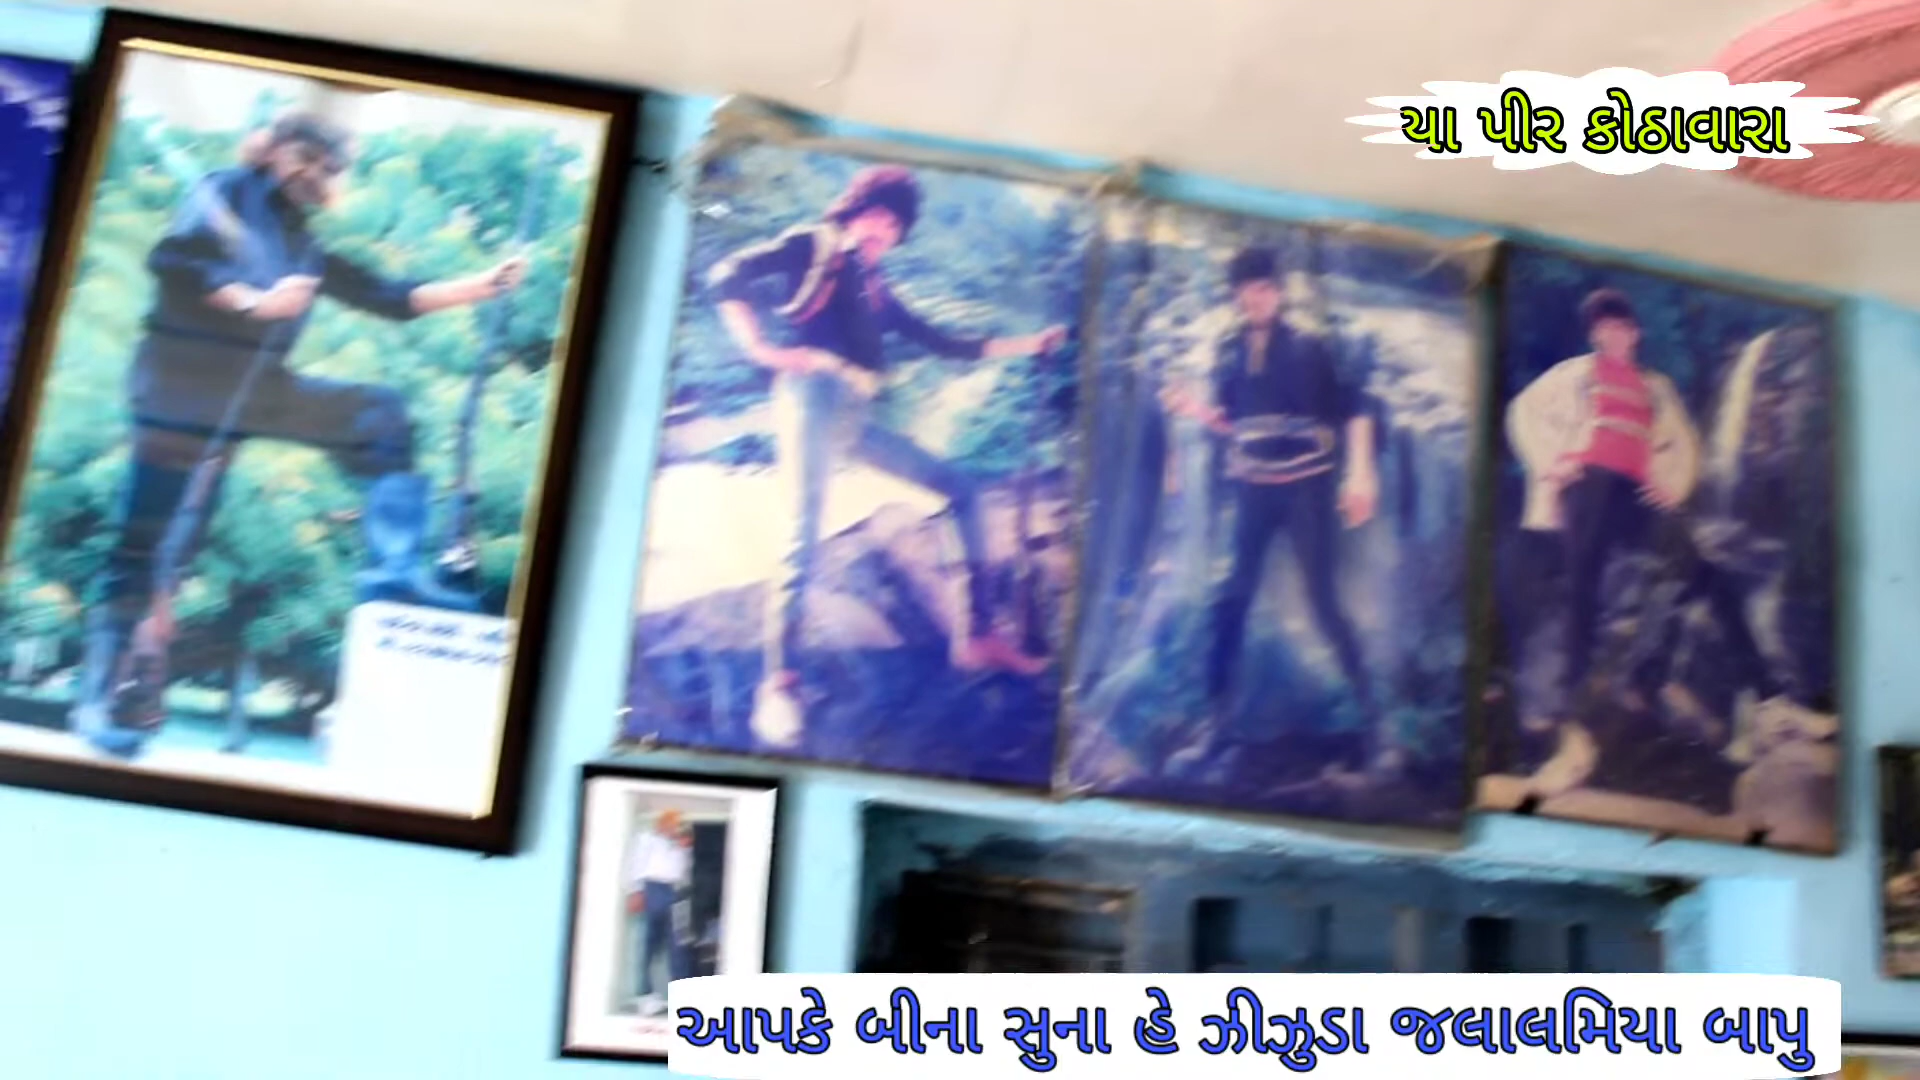 યા પીર કોઠાવારા
આપકે બીના સુના હે ઝીઝુડા જલાલમિયા બાપુ